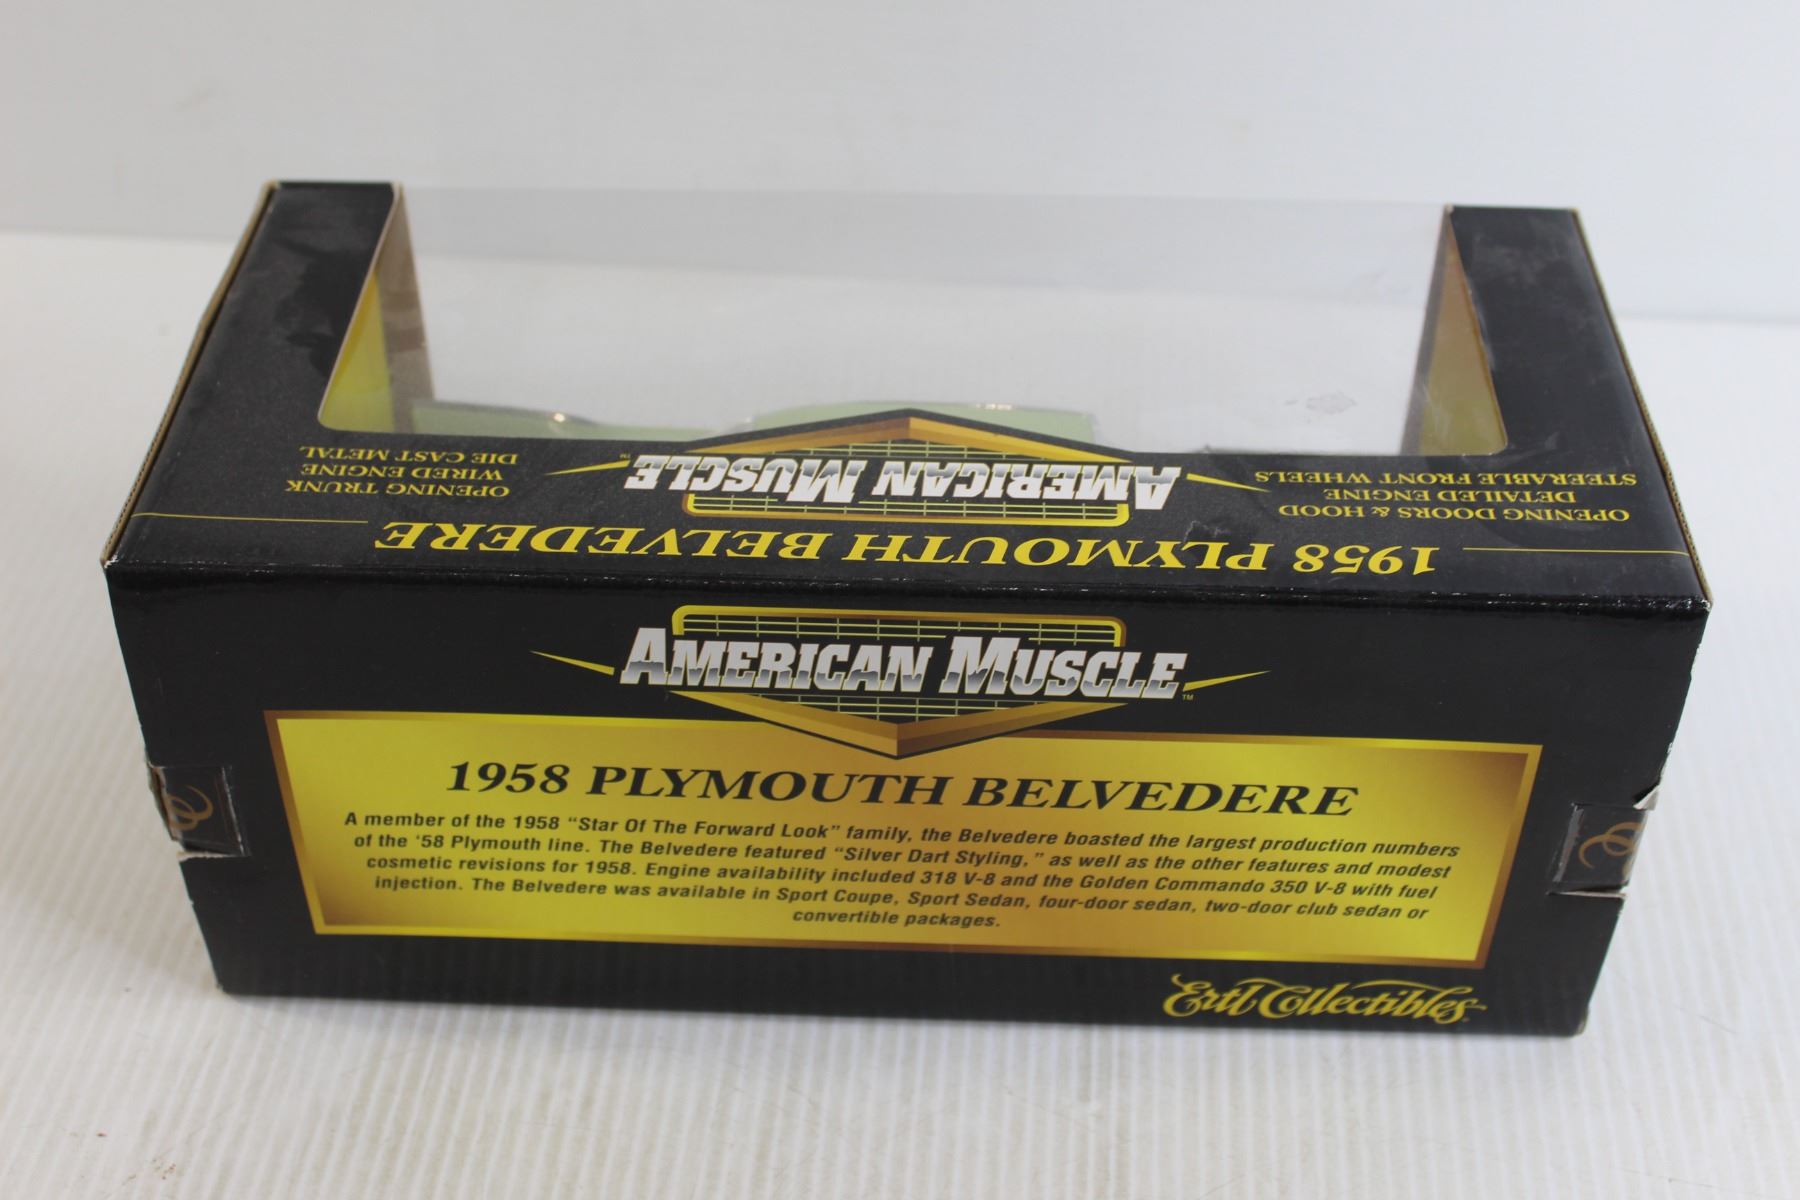 OPENING DOORS & HOOD
DETAILED ENGINE
STEERABLE FRONT WHEELS
AMERICAN MUSCLE™
OPENING TRUNK
WIRED ENGINE
DIE CAST METAL
1958 PLYMOUTH BELVEDERE
AMERICAN MUSCLE™
1958 PLYMOUTH BELVEDERE
A member of the 1958 “Star Of The Forward Look” family, the Belvedere boasted the largest production numbers
of the ‘58 Plymouth line. The Belvedere featured “Silver Dart Styling,” as well as the other features and modest
cosmetic revisions for 1958. Engine availability included 318 V-8 and the Golden Commando 350 V-8 with fuel
injection. The Belvedere was available in Sport Coupe, Sport Sedan, four-door sedan, two-door club sedan or
convertible packages.
Ertl Collectibles